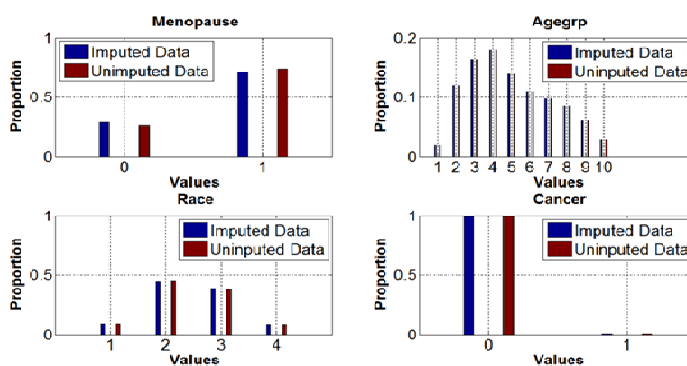 Menopause
1
0.5
0
Proportion
Imputed Data
Unimputed Data
0 1
Values
Agegrp
0.2
0.1
0
Proportion
Imputed Data
Uninputed Data
1 2 3 4 5 6 7 8 9 10
Values
Race
1
0.5
0
Proportion
Imputed Data
Uninputed Data
1 2 3 4
Values
Cancer
1
0.5
0
Proportion
Imputed Data
Uninputed Data
0 1
Values